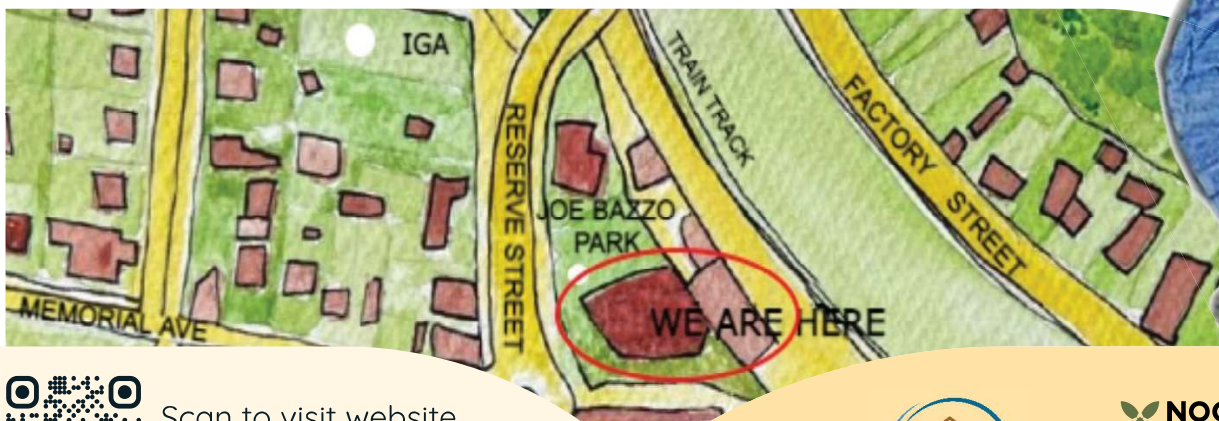 IGA
TRAIN TRACK
FACTORY STREET
RESERVE STREET
JOE BAZZO
PARK
WE ARE HERE
MEMORIAL AVE
Scan to visit website